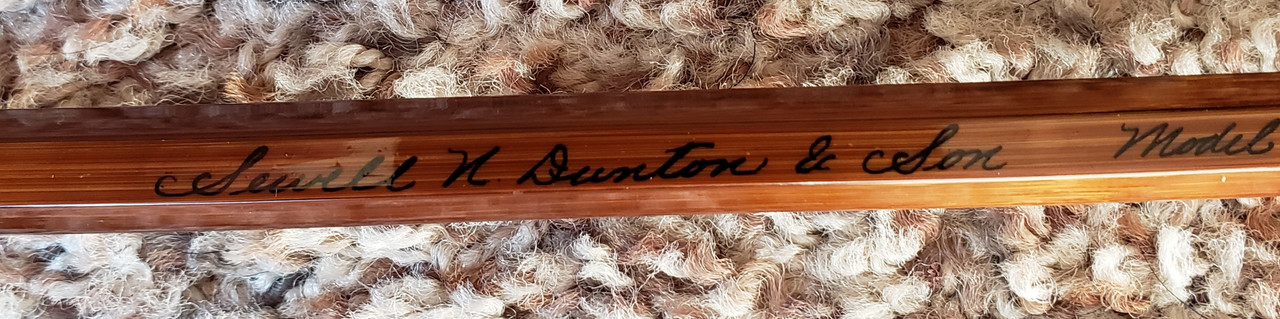 Sewell N. Dunton & Son Model